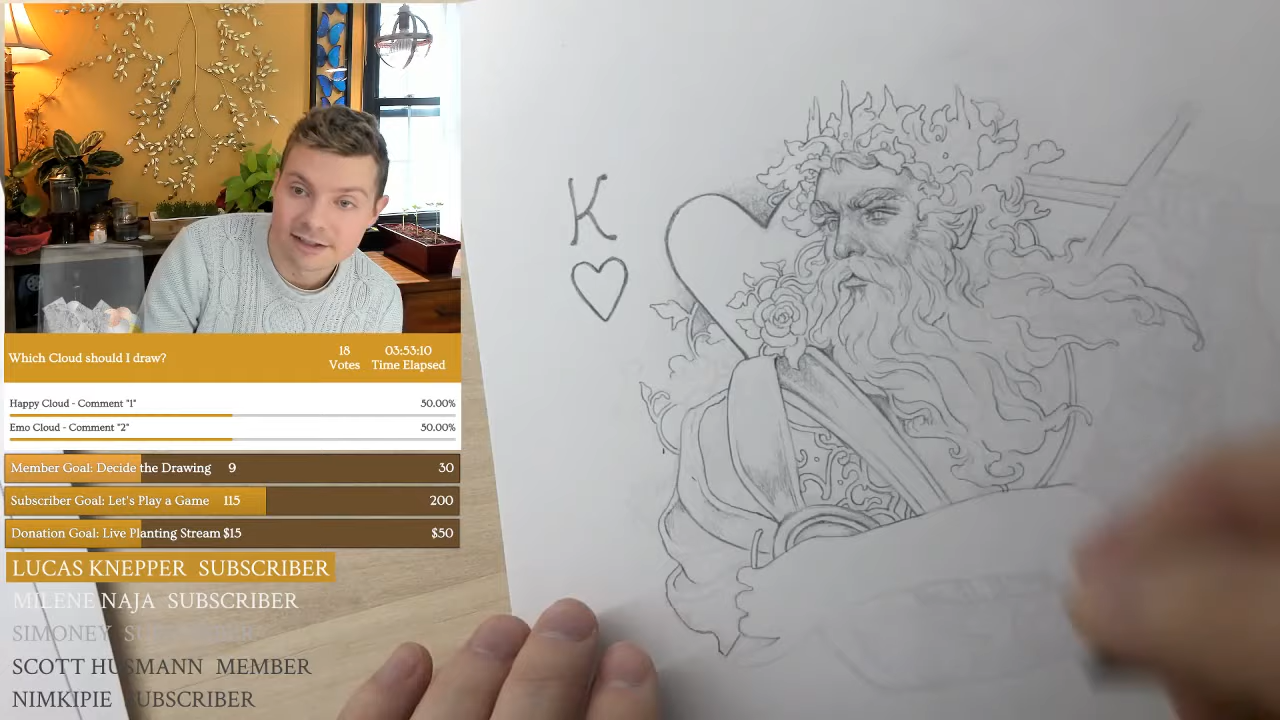 Which Cloud should I draw?
18 Votes
03:53:10 Time Elapsed
Happy Cloud - Comment "1" 50.00%
Emo Cloud - Comment "2" 50.00%
Member Goal: Decide the Drawing 9 30
Subscriber Goal: Let's Play a Game 115 200
Donation Goal: Live Planting Stream $15 $50
LUCAS KNEPPER SUBSCRIBER
MILENE NAJA SUBSCRIBER
SIMONEY
SCOTT HUSMANN MEMBER
NIMKIPIE SUBSCRIBER
K